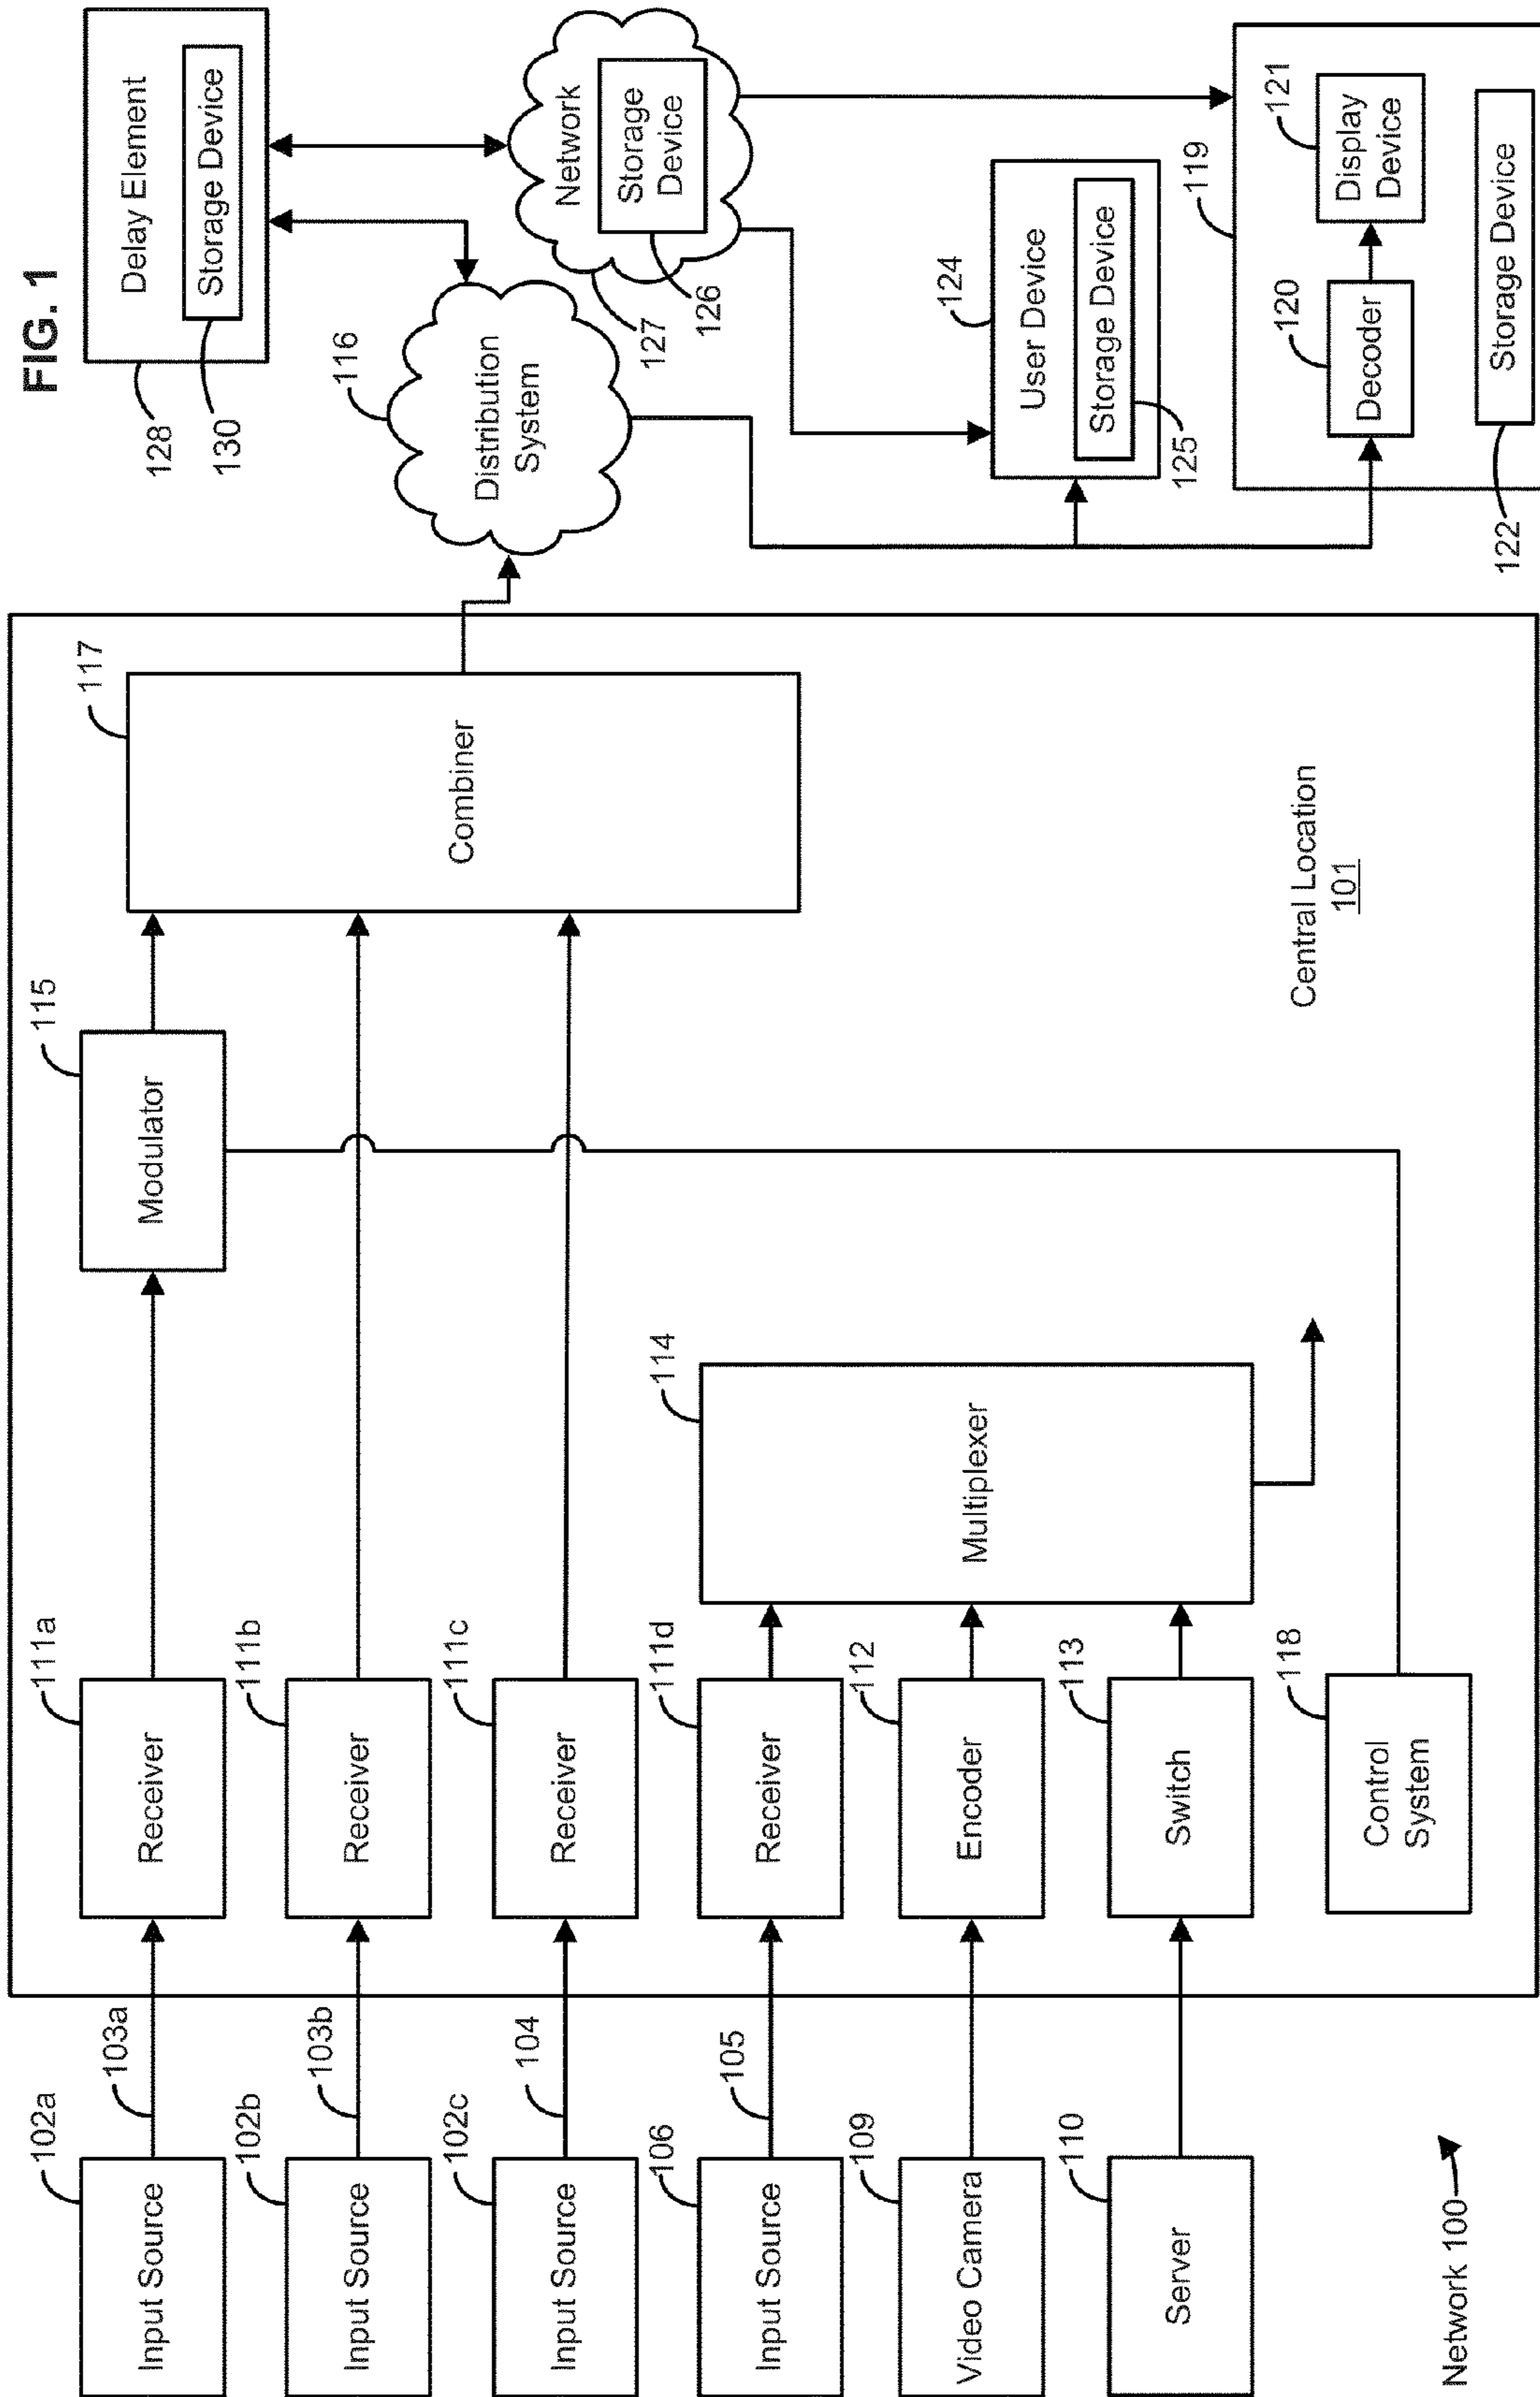 FIG. 1
102a
Input Source
103a
111a
Receiver
115
Modulator
117
Combiner
102b
Input Source
103b
111b
Receiver
102c
Input Source
104
111c
Receiver
106
Input Source
105
111d
Receiver
114
Multiplexer
109
Video Camera
112
Encoder
110
Server
113
Switch
118
Control
System
Central Location
101
116
Distribution
System
128
Delay Element
130
Storage Device
127
Network
126
Storage
Device
124
User Device
125
Storage Device
119
120
Decoder
121
Display
Device
122
Storage Device
Network 100